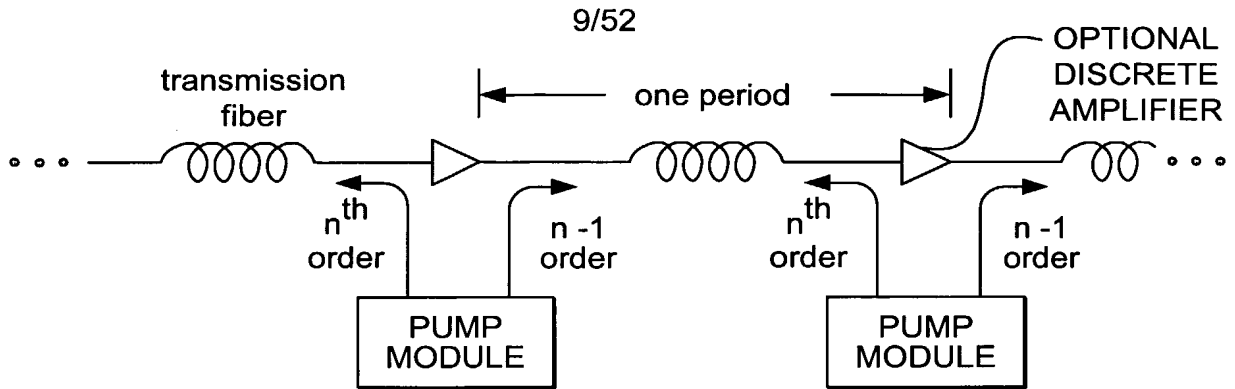 9/52
transmission
fiber
one period
OPTIONAL
DISCRETE
AMPLIFIER
nth
order
n -1
order
nth
order
n -1
order
PUMP
MODULE
PUMP
MODULE